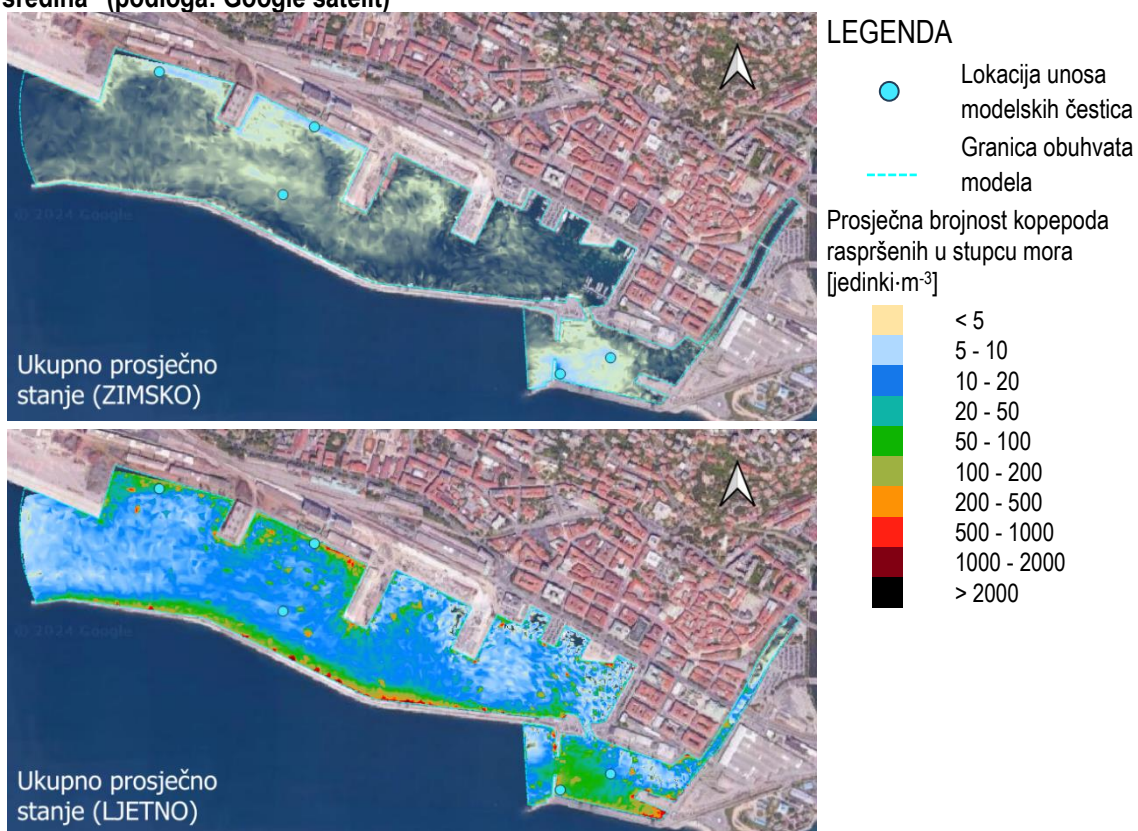 sredina" (podloga: Google satelit)
LEGENDA
Lokacija unosa
modelskih čestica
Granica obuhvata
modela
Prosječna brojnost kopepoda
raspršenih u stupcu mora
[jedinki·m-3]
< 5
5 - 10
10 - 20
20 - 50
50 - 100
100 - 200
200 - 500
500 - 1000
1000 - 2000
> 2000
© 2024 Google
Ukupno prosječno
stanje (ZIMSKO)
© 2024 Google
Ukupno prosječno
stanje (LJETNO)